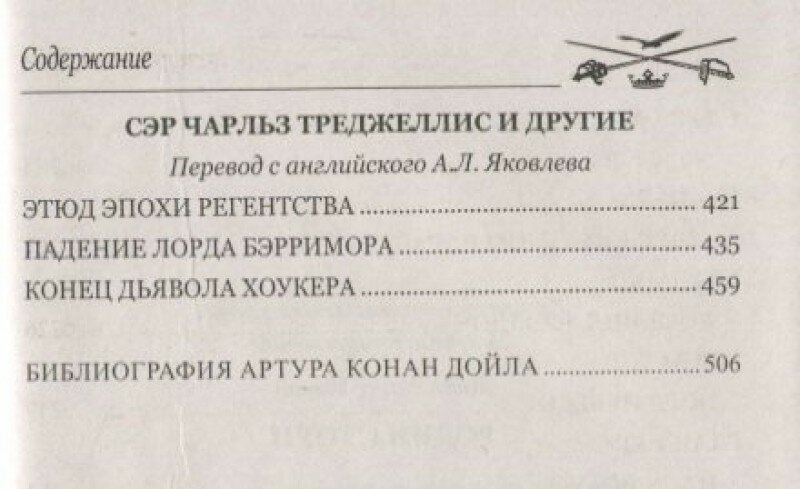 Содержание
СЭР ЧАРЛЬЗ ТРЕДЖЕЛЛИС И ДРУГИЕ
Перевод с английского А.Л. Яковлева
ЭТЮД ЭПОХИ РЕГЕНТСТВА ........................................ 421
ПАДЕНИЕ ЛОРДА БЭРРИМОРА .................................. 435
КОНЕЦ ДЬЯВОЛА ХОУКЕРА ........................................ 459
БИБЛИОГРАФИЯ АРТУРА КОНАН ДОЙЛА ................ 506